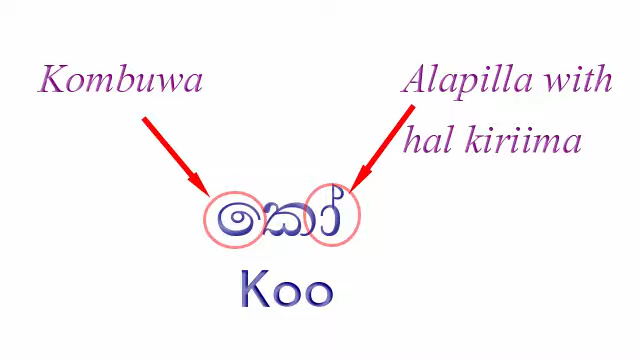 Kombuwa
Alapilla with
hal kiriima
කෝ
Koo